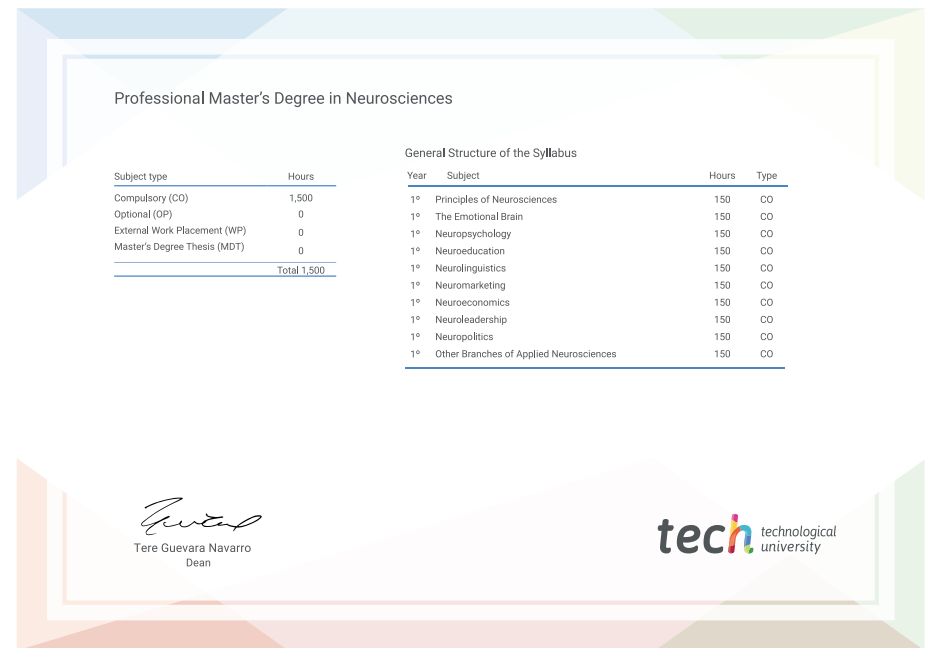 Professional Master's Degree in Neurosciences
Subject type Hours
Compulsory (CO) 1,500
Optional (OP) 0
External Work Placement (WP) 0
Master's Degree Thesis (MDT) 0
Total 1,500
General Structure of the Syllabus
Year Subject Hours Type
1º Principles of Neurosciences 150 CO
1º The Emotional Brain 150 CO
1º Neuropsychology 150 CO
1º Neuroeducation 150 CO
1º Neurolinguistics 150 CO
1º Neuromarketing 150 CO
1º Neuroeconomics 150 CO
1º Neuroleadership 150 CO
1º Neuropolitics 150 CO
1º Other Branches of Applied Neurosciences 150 CO
Tere Guevara Navarro
Dean
tech technological
university